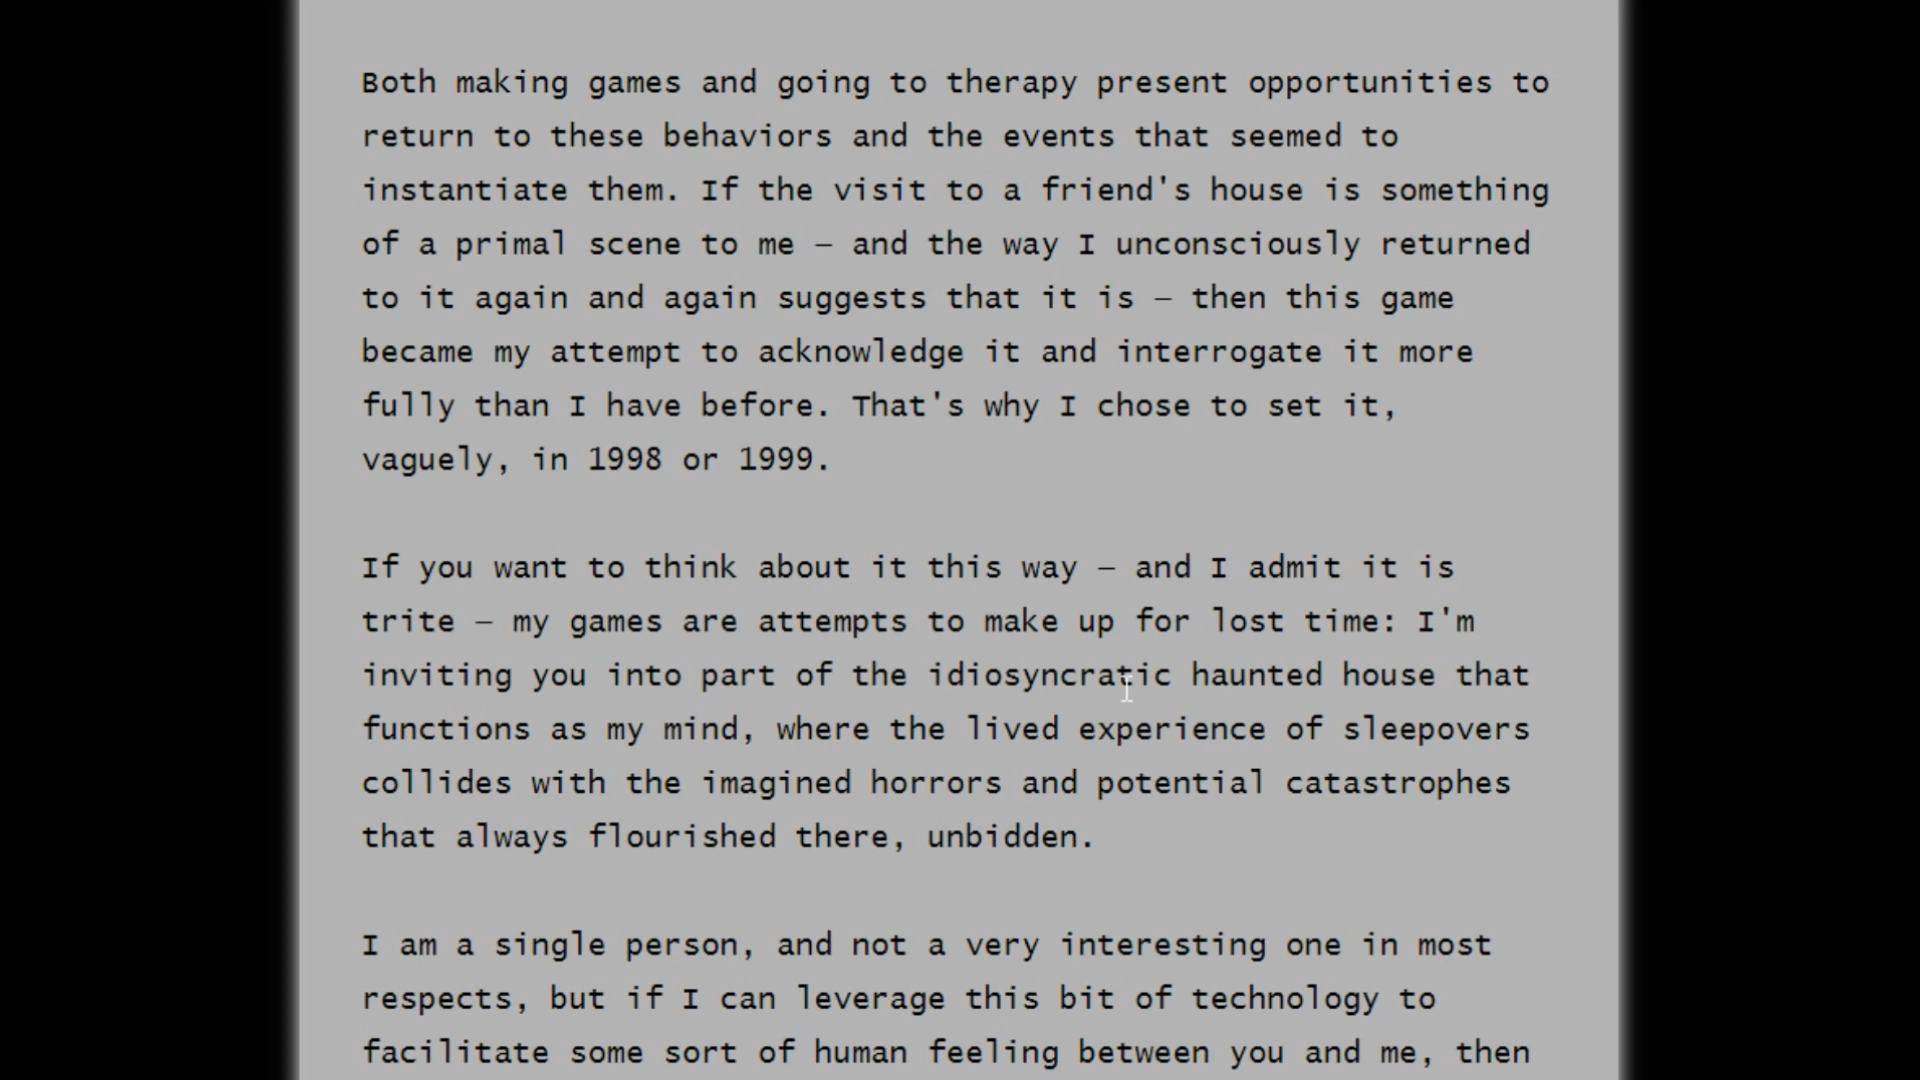 Both making games and going to therapy present opportunities to
return to these behaviors and the events that seemed to
instantiate them. If the visit to a friend's house is something
of a primal scene to me — and the way I unconsciously returned
to it again and again suggests that it is — then this game
became my attempt to acknowledge it and interrogate it more
fully than I have before. That's why I chose to set it,
vaguely, in 1998 or 1999.
If you want to think about it this way — and I admit it is
trite — my games are attempts to make up for lost time: I'm
inviting you into part of the idiosyncratic haunted house that
functions as my mind, where the lived experience of sleepovers
collides with the imagined horrors and potential catastrophes
that always flourished there, unbidden.
I am a single person, and not a very interesting one in most
respects, but if I can leverage this bit of technology to
facilitate some sort of human feeling between you and me, then